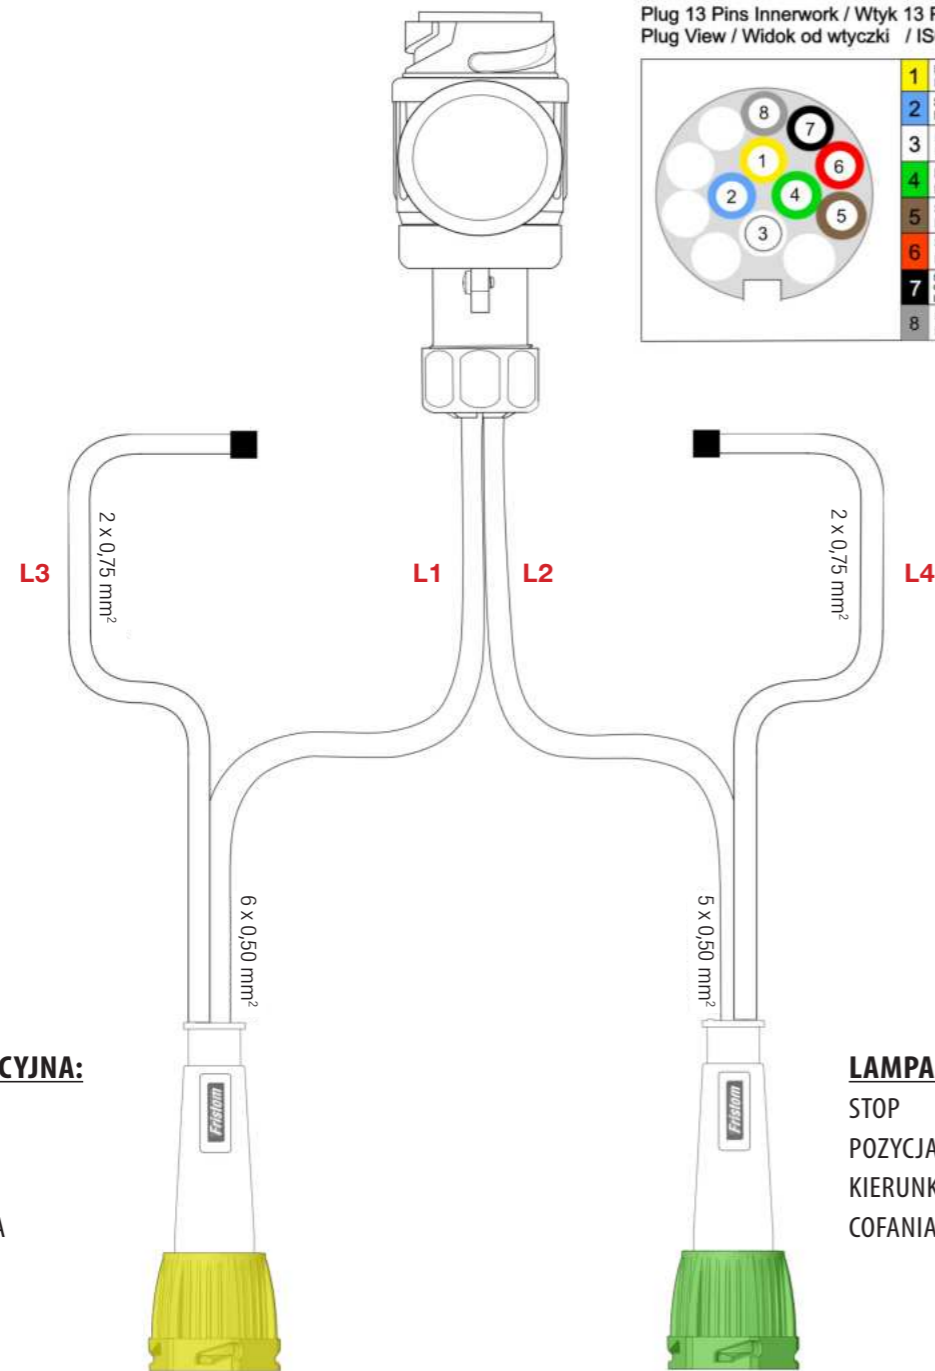 Plug 13 Pins Innerwork / Wtyk 13
Plug View / Widok od wtyczki /
8
7
1
6
2
4
5
3
1
2
3
4
5
6
7
8
2 x 0,75 mm²
2 x 0,75 mm²
L3
L1
L2
L4
6 x 0,50 mm²
5 x 0,50 mm²
CYJNA:
A
Fristom
Fristom
LAMPA
STOP
POZYCJA
KIERUNK
COFANIA